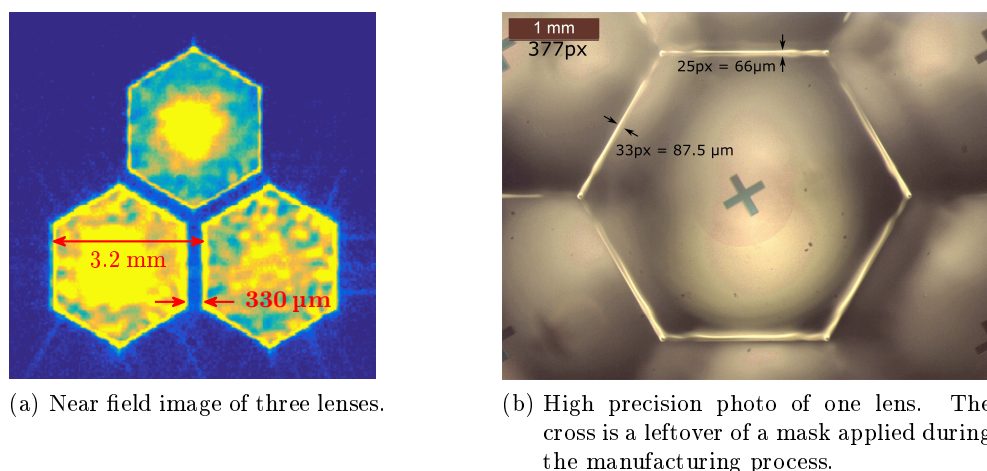 3.2 mm
330 µm
(a) Near field image of three lenses.
1 mm
377px
25px = 66µm
33px = 87.5 µm
(b) High precision photo of one lens. The
cross is a leftover of a mask applied during
the manufacturing process.